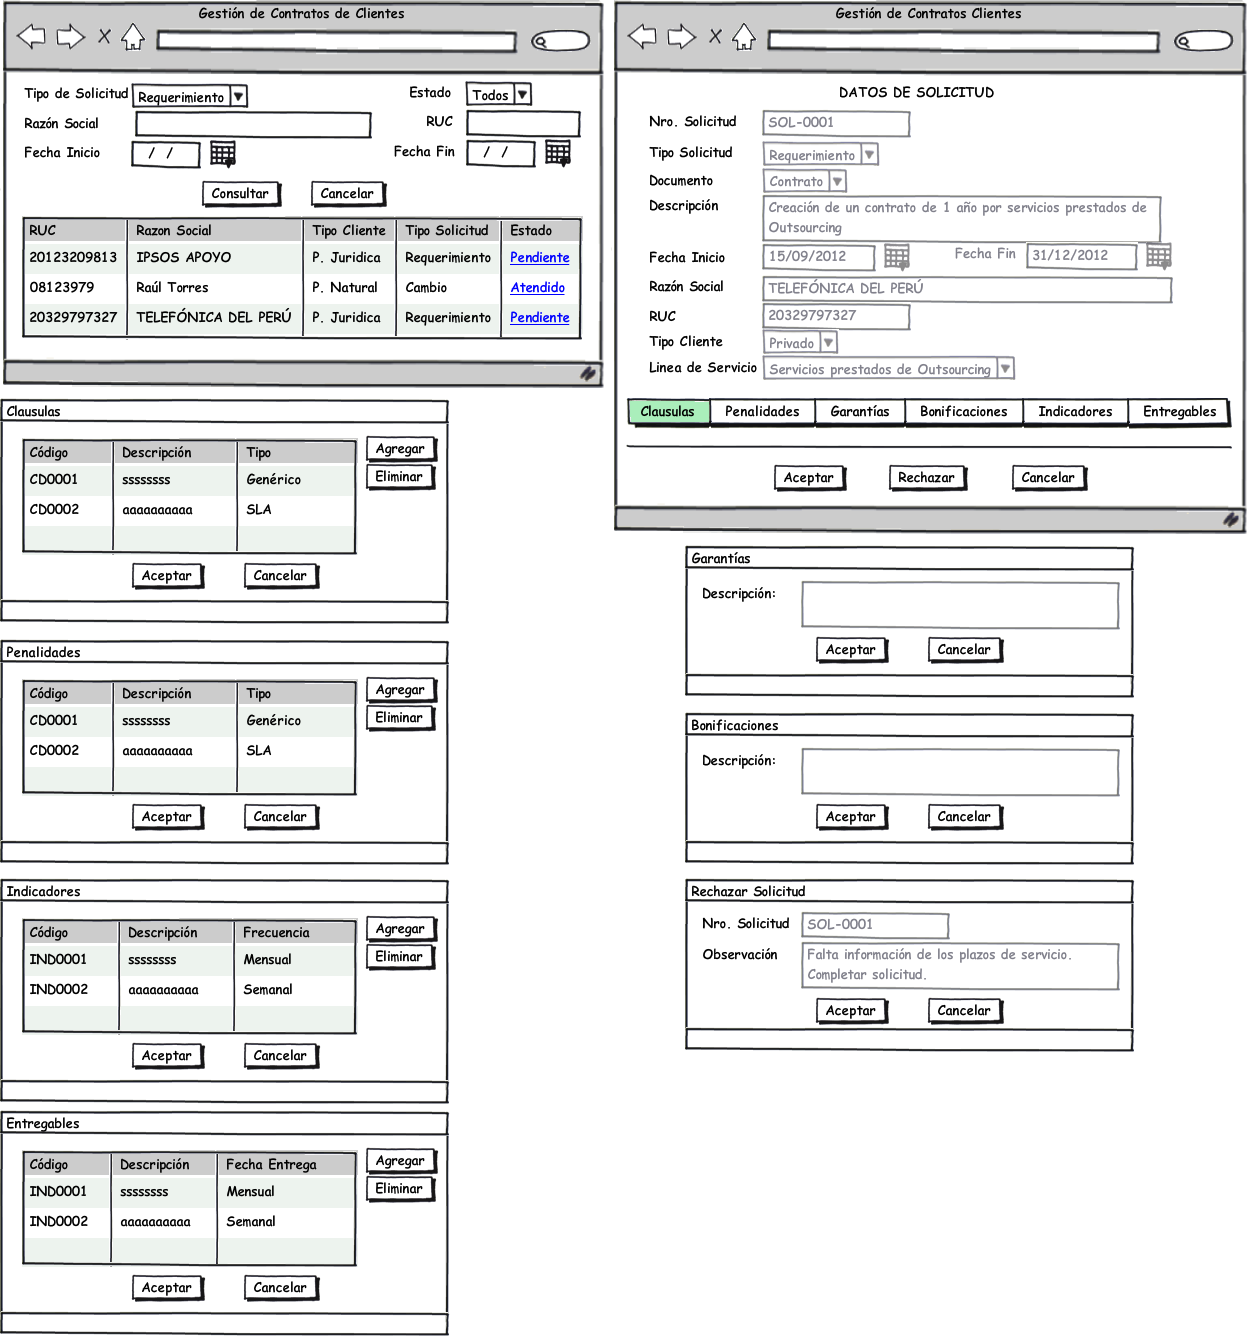 Gestión de Contratos de Clientes
Tipo de Solicitud Requerimiento Estado Todos
Razón Social RUC
Fecha Inicio / / Fecha Fin / /
Consultar Cancelar
RUC Razon Social Tipo Cliente Tipo Solicitud Estado
20123209813 IPSOS APOYO P. Juridica Requerimiento Pendiente
08123979 Raúl Torres P. Natural Cambio Atendido
20329797327 TELEFÓNICA DEL PERÚ P. Juridica Requerimiento Pendiente
Gestión de Contratos Clientes
DATOS DE SOLICITUD
Nro. Solicitud SOL-0001
Tipo Solicitud Requerimiento
Documento Contrato
Descripción Creación de un contrato de 1 año por servicios prestados de
Outsourcing
Fecha Inicio 15/09/2012 Fecha Fin 31/12/2012
Razón Social TELEFÓNICA DEL PERÚ
RUC 20329797327
Tipo Cliente Privado
Linea de Servicio Servicios prestados de Outsourcing
Clausulas Penalidades Garantías Bonificaciones Indicadores Entregables
Aceptar Rechazar Cancelar
Clausulas
Código Descripción Tipo Agregar
CD0001 ssssssss Genérico Eliminar
CD0002 aaaaaaaaaa SLA
Aceptar Cancelar
Penalidades
Código Descripción Tipo Agregar
CD0001 ssssssss Genérico Eliminar
CD0002 aaaaaaaaaa SLA
Aceptar Cancelar
Indicadores
Código Descripción Frecuencia Agregar
IND0001 ssssssss Mensual Eliminar
IND0002 aaaaaaaaaa Semanal
Aceptar Cancelar
Entregables
Código Descripción Fecha Entrega Agregar
IND0001 ssssssss Mensual Eliminar
IND0002 aaaaaaaaaa Semanal
Aceptar Cancelar
Garantías
Descripción:
Aceptar Cancelar
Bonificaciones
Descripción:
Aceptar Cancelar
Rechazar Solicitud
Nro. Solicitud SOL-0001
Observación Falta información de los plazos de servicio.
Completar solicitud.
Aceptar Cancelar